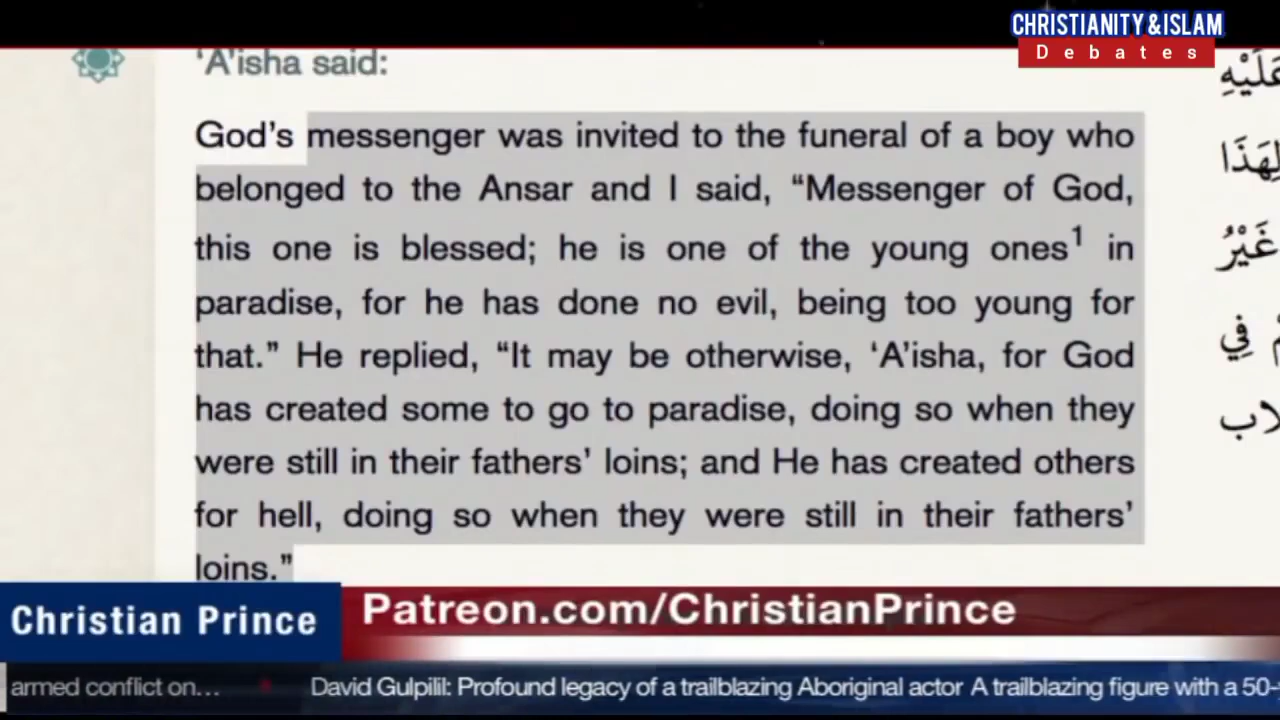 CHRISTIANITY & ISLAM
Debates
'A'isha said:
God's messenger was invited to the funeral of a boy who
belonged to the Ansar and I said, “Messenger of God,
this one is blessed; he is one of the young ones¹ in
paradise, for he has done no evil, being too young for
that.” He replied, “It may be otherwise, ‘A’isha, for God
has created some to go to paradise, doing so when they
were still in their fathers’ loins; and He has created others
for hell, doing so when they were still in their fathers’
loins.”
عَلَيْهِ
لِهَذَا
غَيْرُ
فِي
لاب
Christian Prince
Patreon.com/ChristianPrince
armed conflict on... David Gulpilil: Profound legacy of a trailblazing Aboriginal actor A trailblazing figure with a 50-